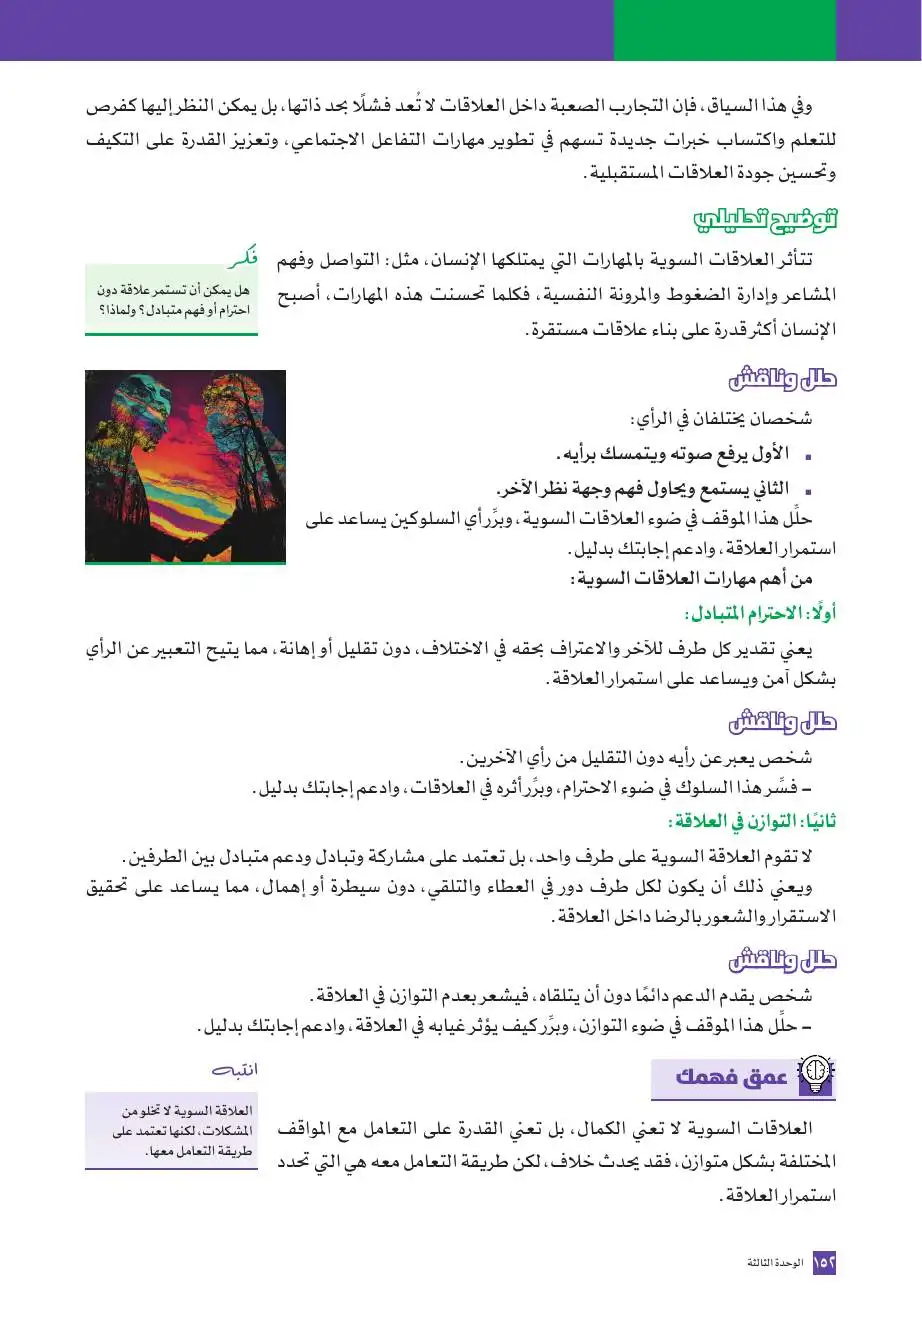 وفي هذا السياق، فإن التجارب الصعبة داخل العلاقات لا تُعد فشلًا بحد ذاتها، بل يمكن النظر إليها كفرص
للتعلم واكتساب خبرات جديدة تسهم في تطوير مهارات التفاعل الاجتماعي، وتعزيز القدرة على التكيف
وتحسين جودة العلاقات المستقبلية.
توضيح تحليلي
تتأثر العلاقات السوية بالمهارات التي يمتلكها الإنسان، مثل: التواصل وفهم
المشاعر وإدارة الضغوط والمرونة النفسية، فكلما تحسنت هذه المهارات، أصبح
الإنسان أكثر قدرة على بناء علاقات مستقرة.
فكر
هل يمكن أن تستمر علاقة دون
احترام أو فهم متبادل؟ ولماذا؟
حلل وناقش
شخصان يختلفان في الرأي:
▪ الأول يرفع صوته ويتمسك برأيه.
▪ الثاني يستمع ويحاول فهم وجهة نظر الآخر.
حلِّل هذا الموقف في ضوء العلاقات السوية، وبرِّر أي السلوكين يساعد على
استمرار العلاقة، وادعم إجابتك بدليل.
من أهم مهارات العلاقات السوية:
أولًا: الاحترام المتبادل:
يعني تقدير كل طرف للآخر والاعتراف بحقه في الاختلاف، دون تقليل أو إهانة، مما يتيح التعبير عن الرأي
بشكل آمن ويساعد على استمرار العلاقة.
حلل وناقش
شخص يعبر عن رأيه دون التقليل من رأي الآخرين.
– فسِّر هذا السلوك في ضوء الاحترام، وبرِّر أثره في العلاقات، وادعم إجابتك بدليل.
ثانيًا: التوازن في العلاقة:
لا تقوم العلاقة السوية على طرف واحد، بل تعتمد على مشاركة وتبادل ودعم متبادل بين الطرفين.
ويعني ذلك أن يكون لكل طرف دور في العطاء والتلقي، دون سيطرة أو إهمال، مما يساعد على تحقيق
الاستقرار والشعور بالرضا داخل العلاقة.
حلل وناقش
شخص يقدم الدعم دائمًا دون أن يتلقاه، فيشعر بعدم التوازن في العلاقة.
– حلِّل هذا الموقف في ضوء التوازن، وبرِّر كيف يؤثر غيابه في العلاقة، وادعم إجابتك بدليل.
عمق فهمك
العلاقات السوية لا تعني الكمال، بل تعني القدرة على التعامل مع المواقف
المختلفة بشكل متوازن، فقد يحدث خلاف، لكن طريقة التعامل معه هي التي تحدد
استمرار العلاقة.
انتبه
العلاقة السوية لا تخلو من
المشكلات، لكنها تعتمد على
طريقة التعامل معها.
١٥٢ الوحدة الثالثة